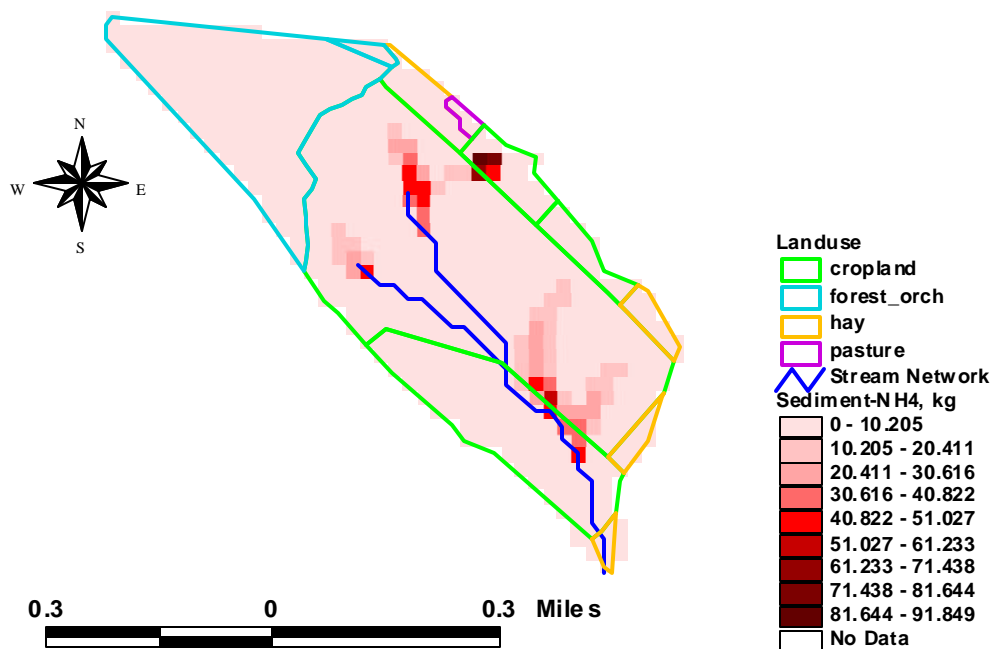 N
W E
S
Landuse
cropland
forest_orch
hay
pasture
Stream Network
Sediment-NH4, kg
0 - 10.205
10.205 - 20.411
20.411 - 30.616
30.616 - 40.822
40.822 - 51.027
51.027 - 61.233
61.233 - 71.438
71.438 - 81.644
81.644 - 91.849
No Data
0.3 0 0.3 Miles